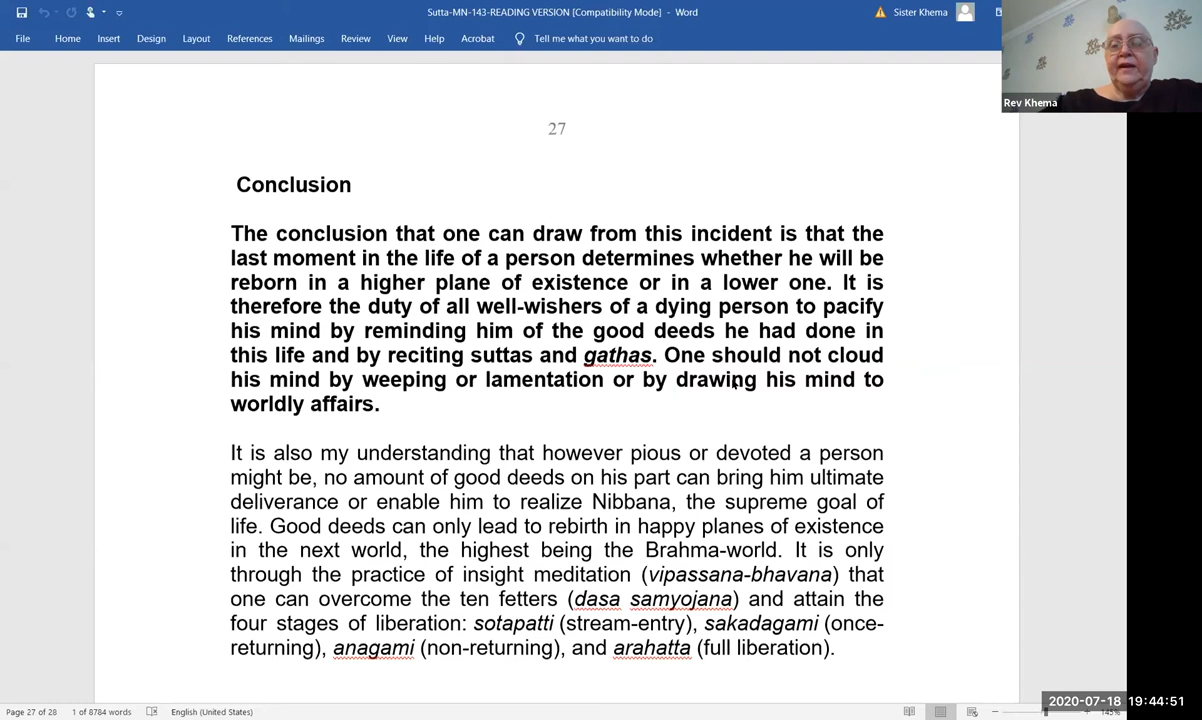 Sutta-MN-143-READING VERSION [Compatibility Mode] - Word
Sister Khema
File Home Insert Design Layout References Mailings Review View Help Acrobat Tell me what you want to do
Rev Khema
27
Conclusion
The conclusion that one can draw from this incident is that the
last moment in the life of a person determines whether he will be
reborn in a higher plane of existence or in a lower one. It is
therefore the duty of all well-wishers of a dying person to pacify
his mind by reminding him of the good deeds he had done in
this life and by reciting suttas and gathas. One should not cloud
his mind by weeping or lamentation or by drawing his mind to
worldly affairs.
It is also my understanding that however pious or devoted a person
might be, no amount of good deeds on his part can bring him ultimate
deliverance or enable him to realize Nibbana, the supreme goal of
life. Good deeds can only lead to rebirth in happy planes of existence
in the next world, the highest being the Brahma-world. It is only
through the practice of insight meditation (vipassana-bhavana) that
one can overcome the ten fetters (dasa samyojana) and attain the
four stages of liberation: sotapatti (stream-entry), sakadagami (once-
returning), anagami (non-returning), and arahatta (full liberation).
2020-07-18 19:44:51
Page 27 of 28 1 of 8784 words English (United States) 145%